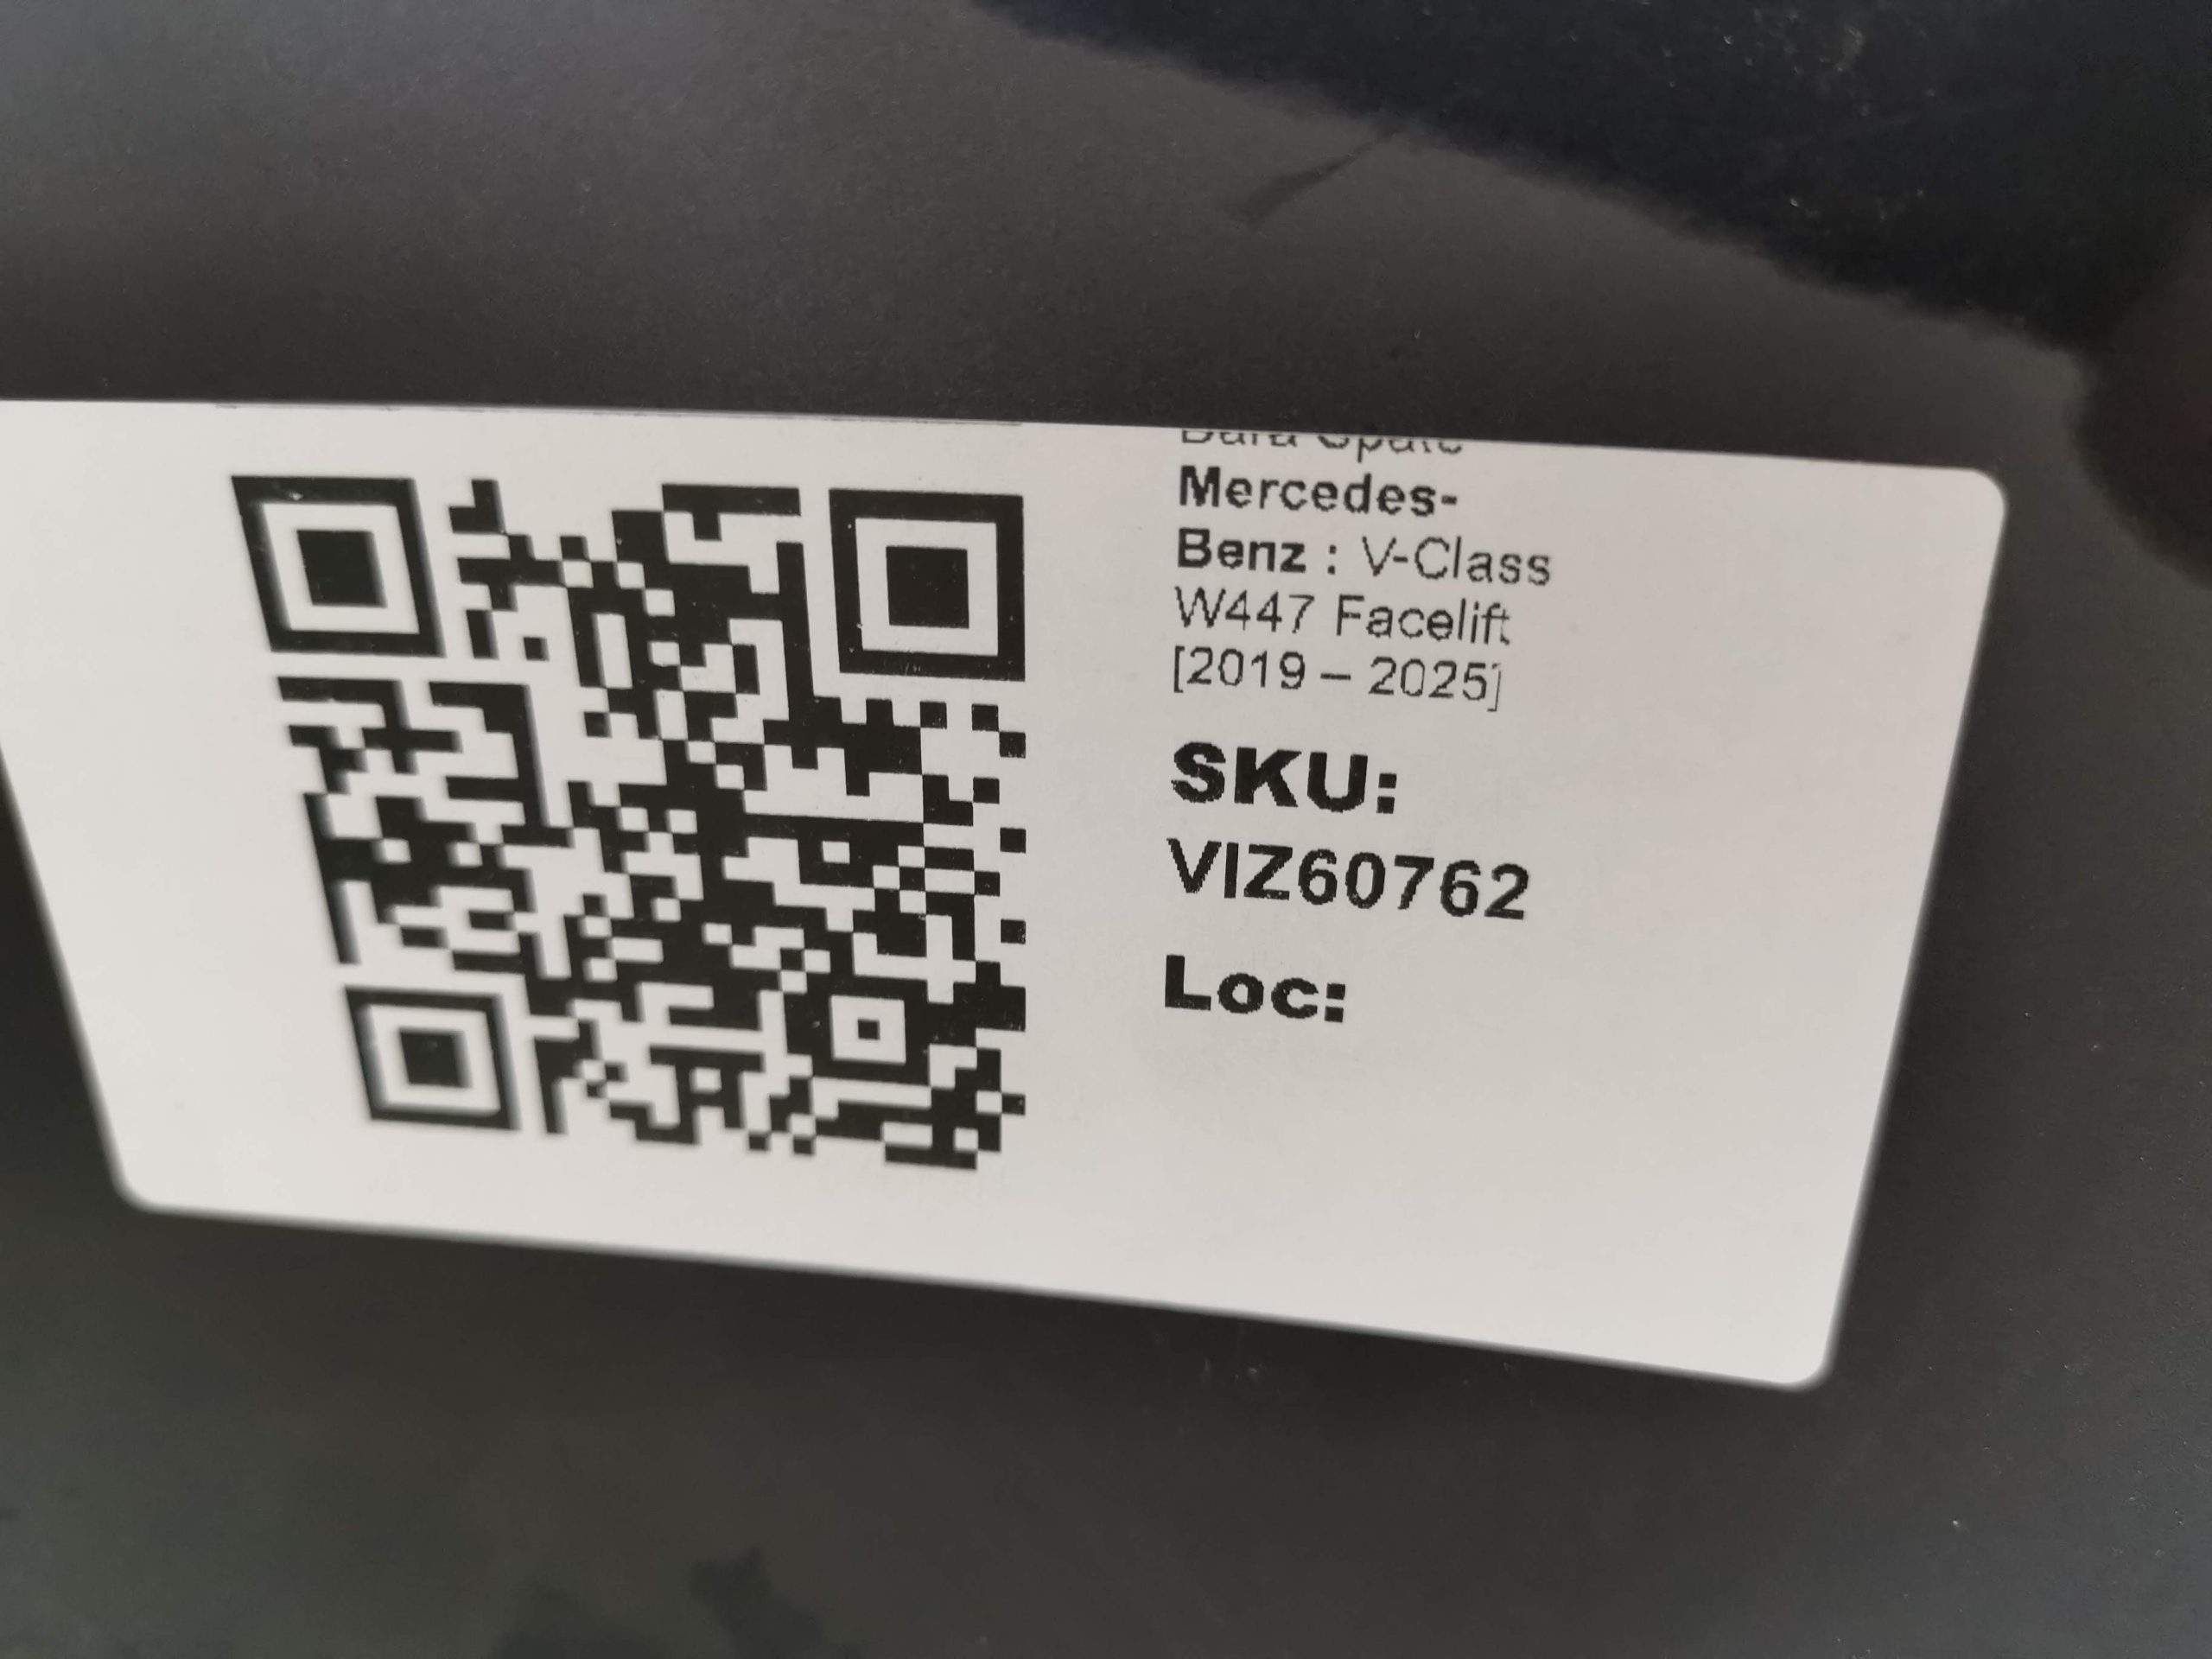 Mercedes-
Benz : V-Class
W447 Facelift
[2019 – 2025]
SKU:
VIZ60762
Loc: